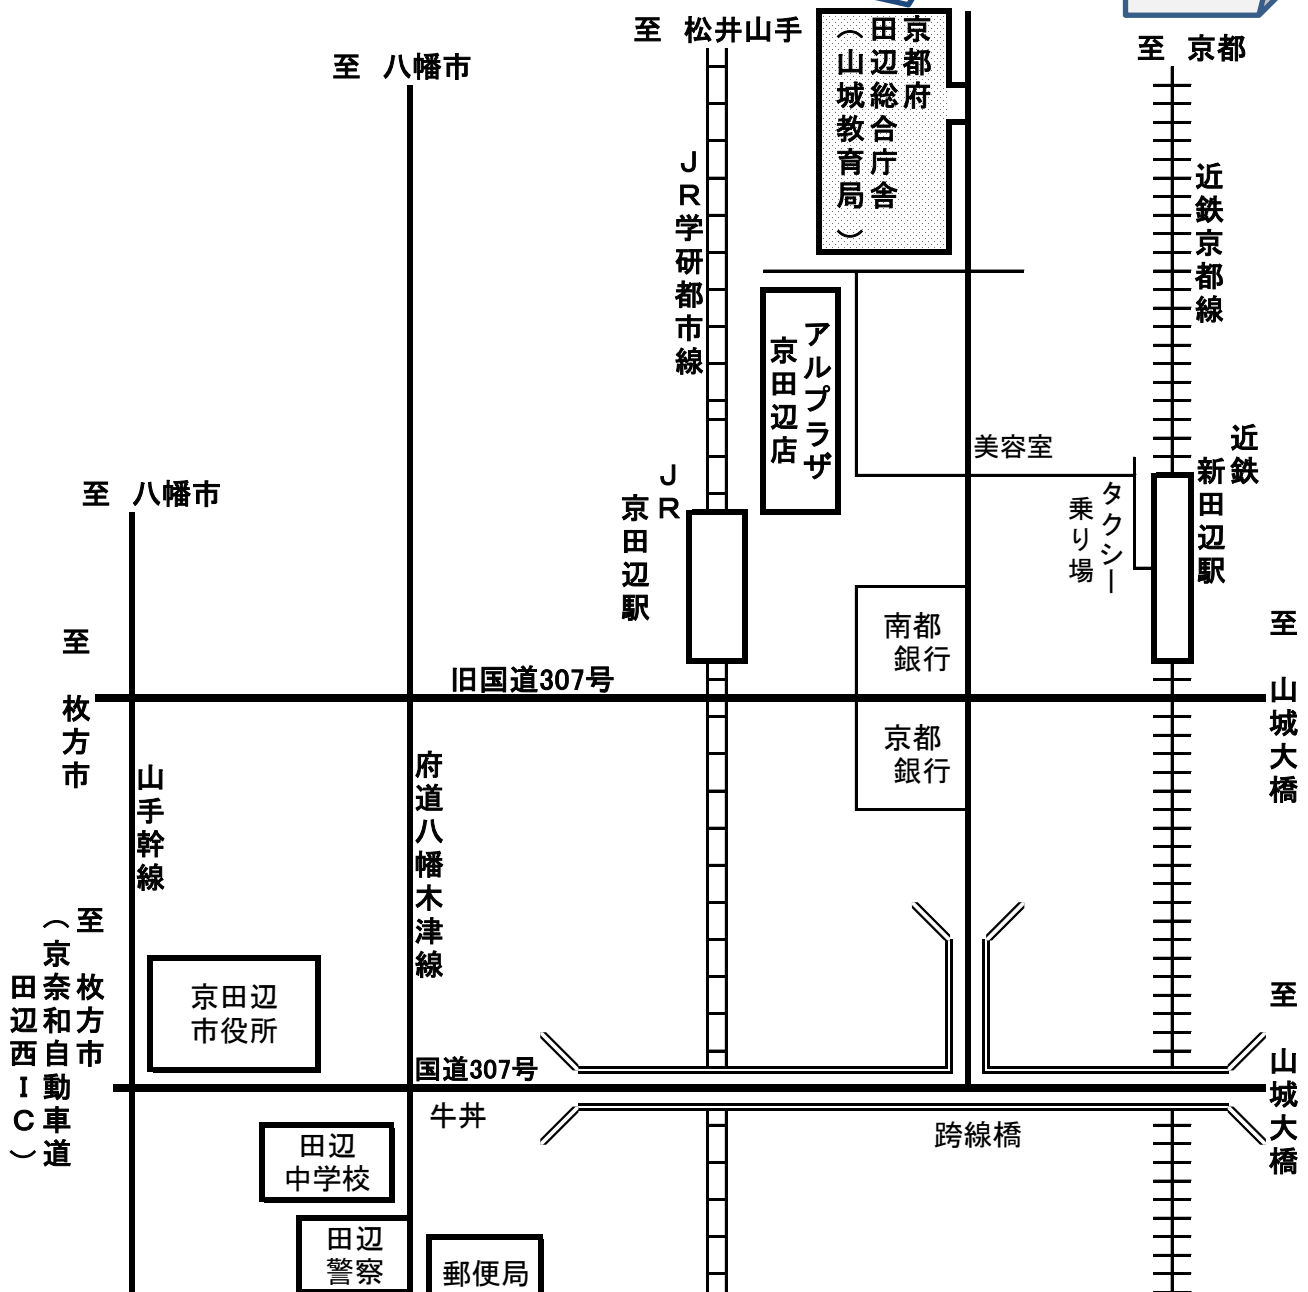 至 松井山手
至 八幡市
京都府
田辺総合庁舎
（山城教育局）
至 京都
JR学研都市線
近鉄京都線
アルプラザ
京田辺店
美容室
近鉄
新田辺駅
タクシー
乗り場
至 八幡市
JR
京田辺駅
至 枚方市
旧国道307号
南都
銀行
至 山城大橋
京都
銀行
山手幹線
府道八幡木津線
至 枚方市
（京奈和自動車道
田辺西IC）
京田辺
市役所
国道307号
至 山城大橋
牛丼
跨線橋
田辺
中学校
田辺
警察
郵便局